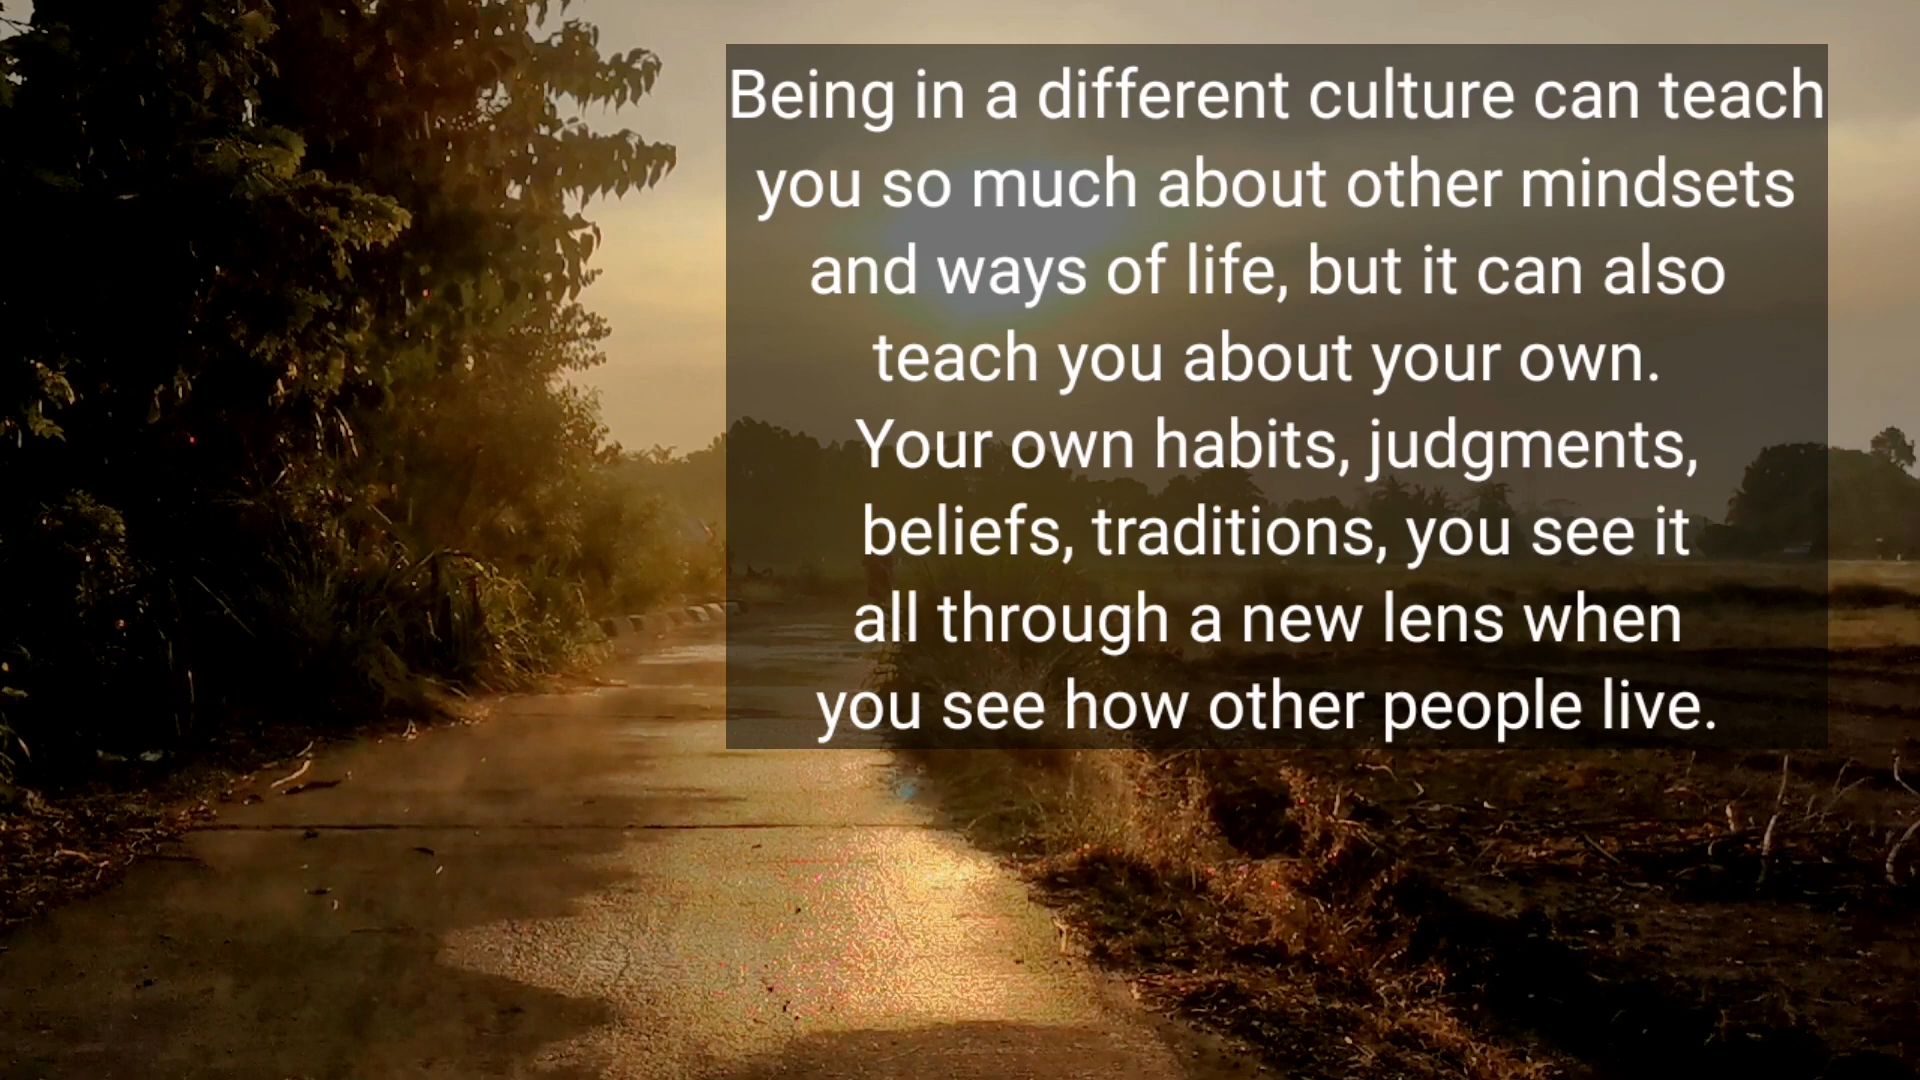 Being in a different culture can teach
you so much about other mindsets
and ways of life, but it can also
teach you about your own.
Your own habits, judgments,
beliefs, traditions, you see it
all through a new lens when
you see how other people live.